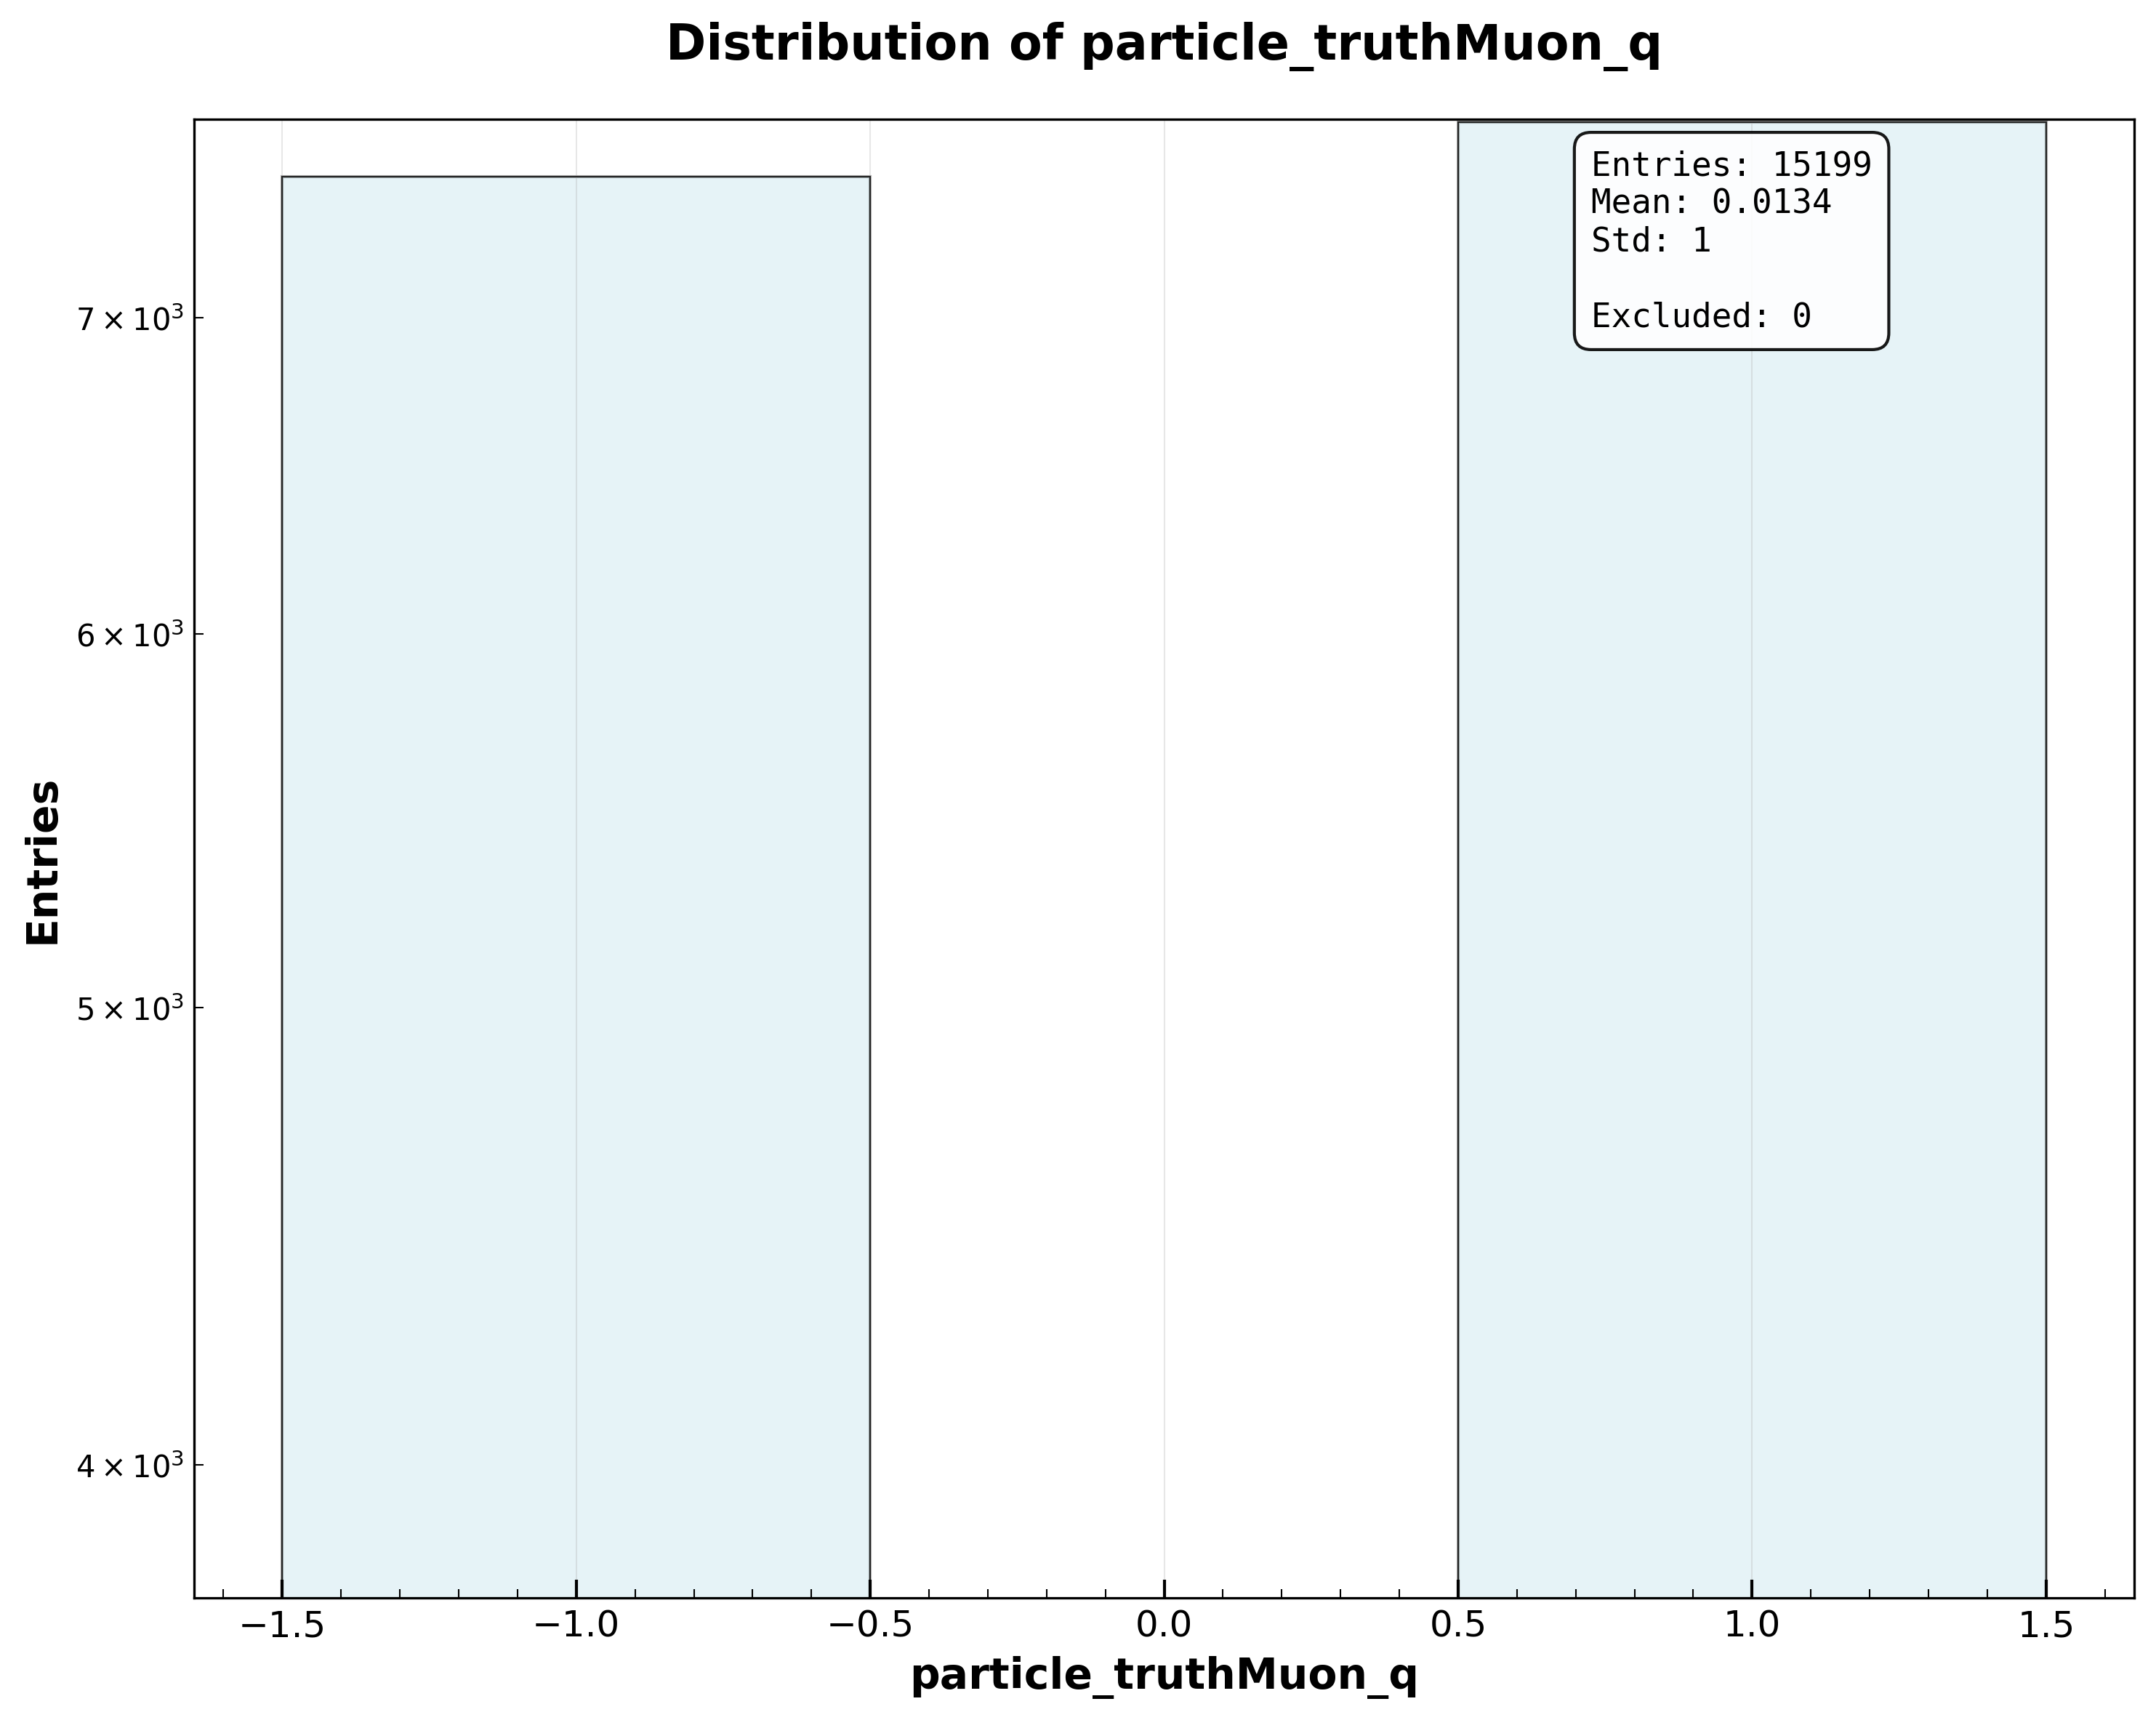 Distribution of particle_truthMuon_q
Entries: 15199
Mean: 0.0134
Std: 1
Excluded: 0
7 × 10³
6 × 10³
5 × 10³
4 × 10³
Entries
−1.5
−1.0
−0.5
0.0
0.5
1.0
1.5
particle_truthMuon_q